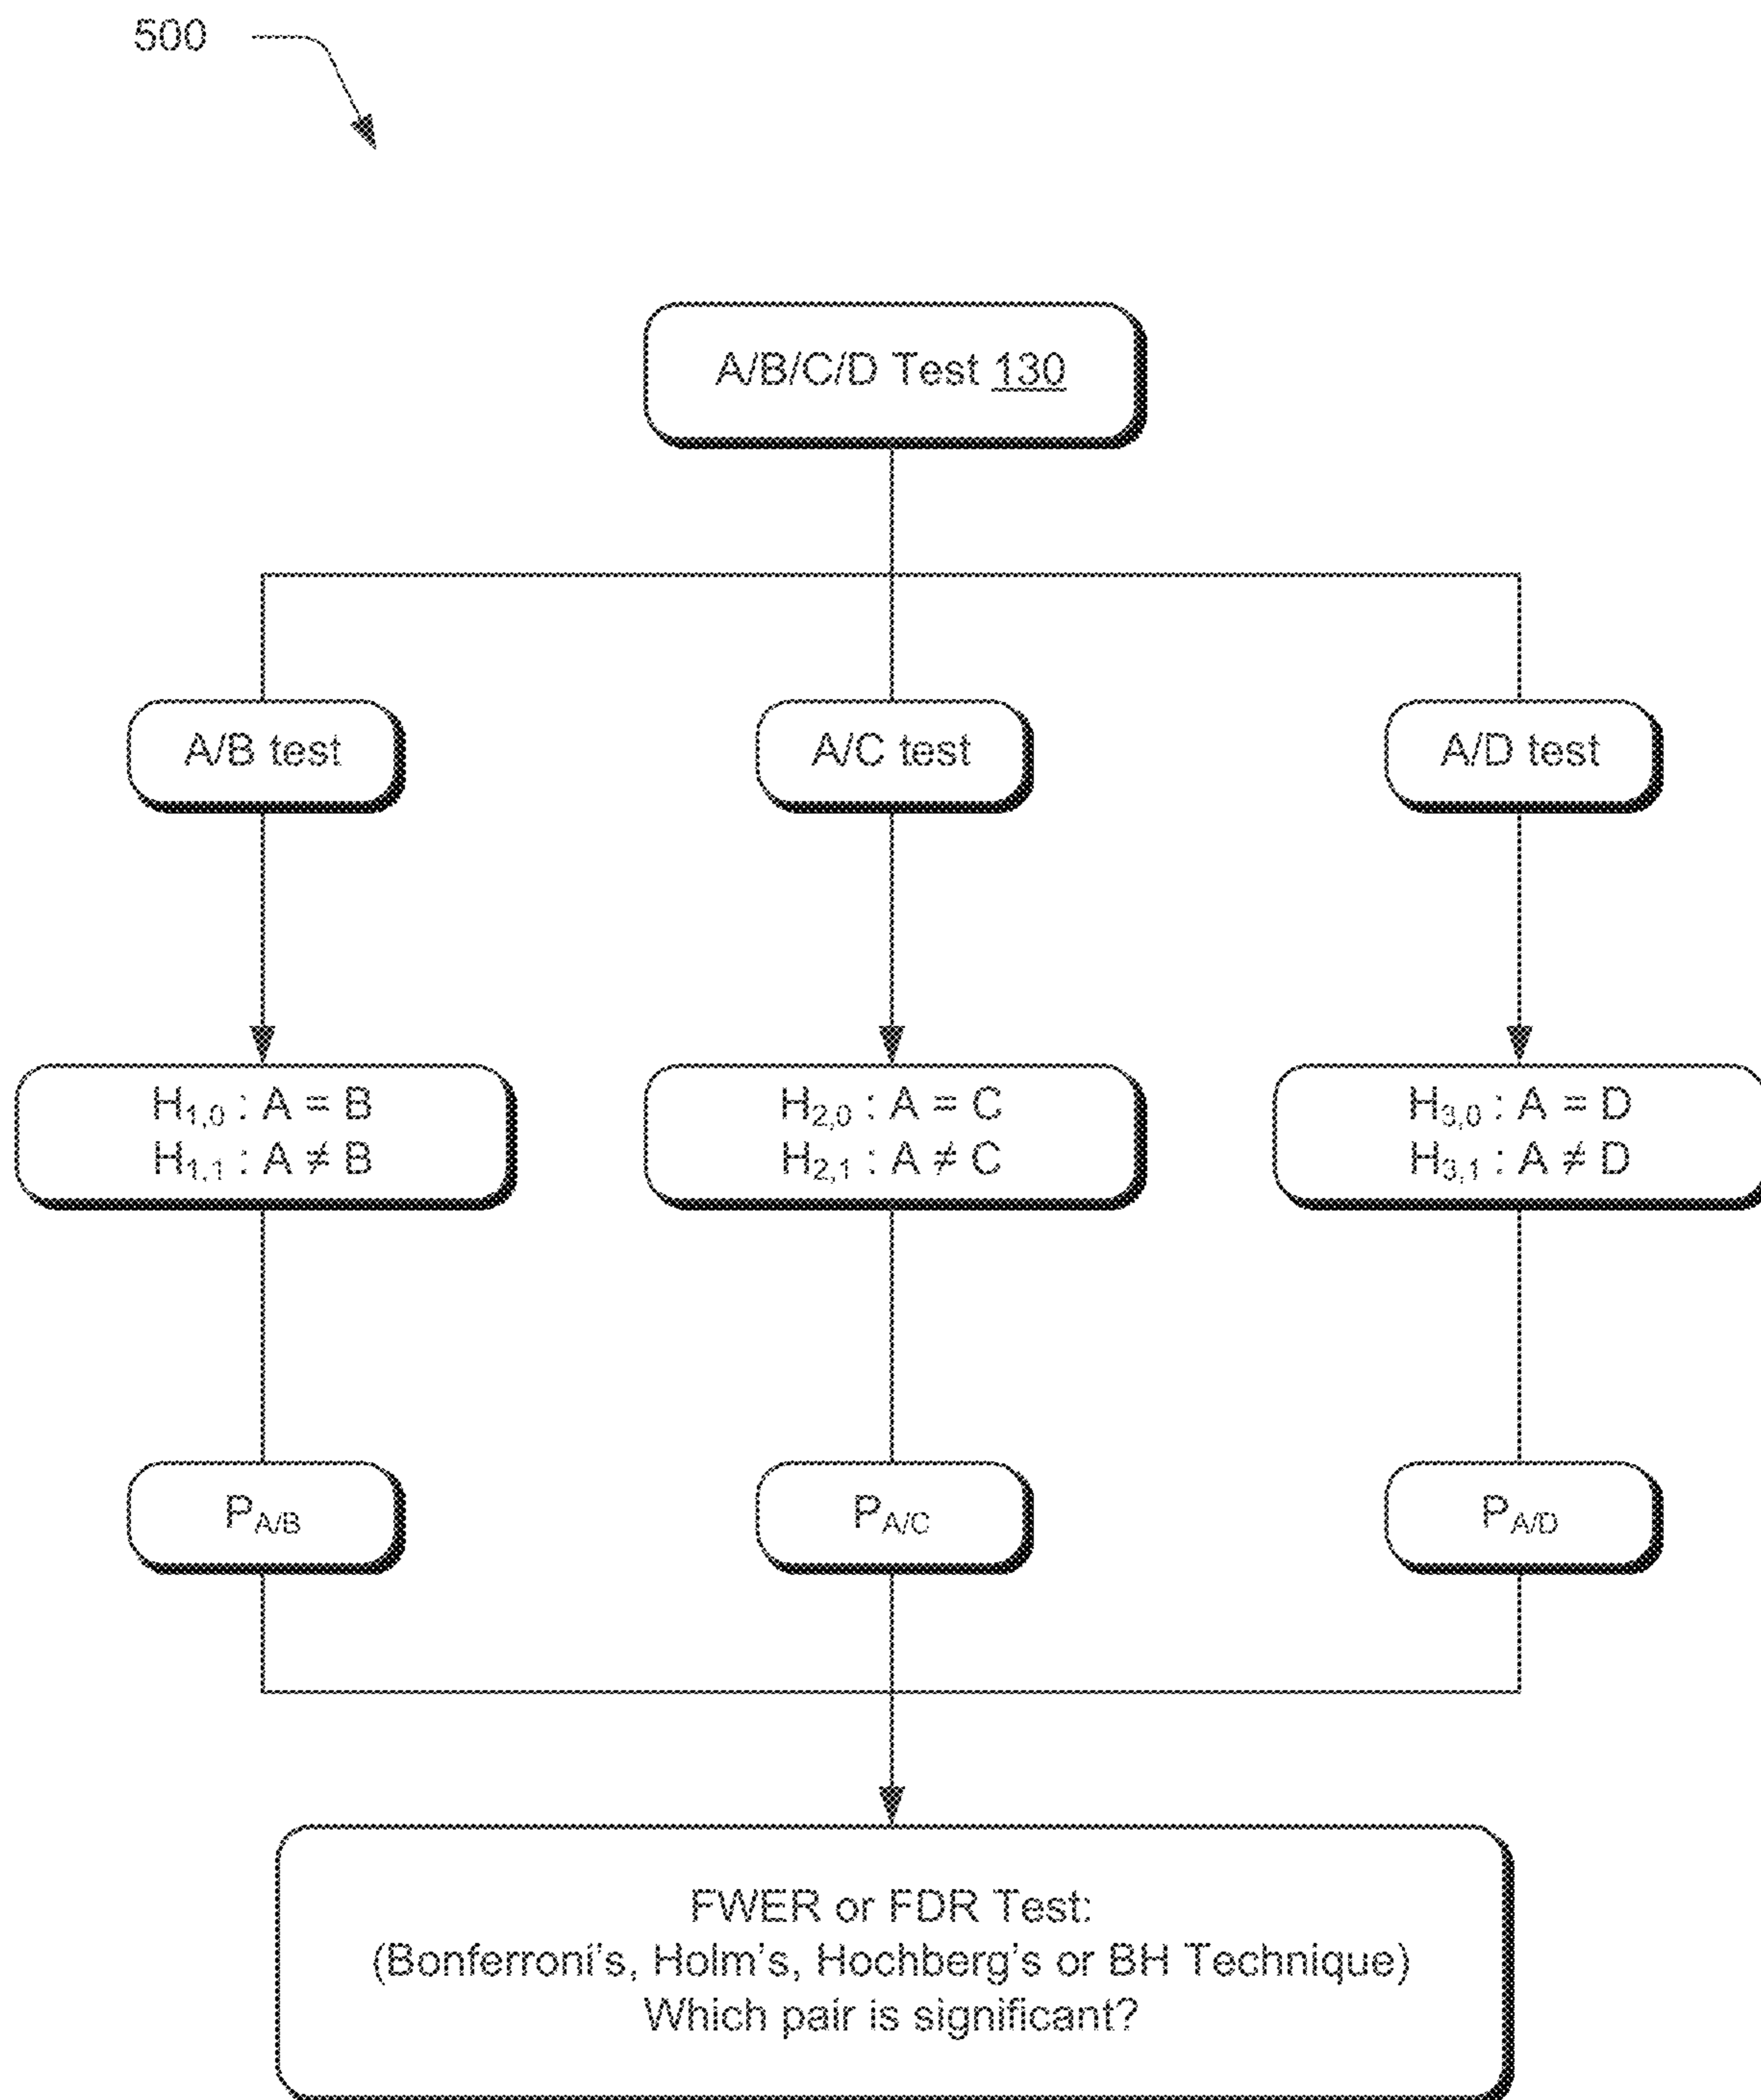 500
A/B/C/D Test 130
A/B test
A/C test
A/D test
H1,0 : A = B
H1,1 : A ≠ B
H2,0 : A = C
H2,1 : A ≠ C
H3,0 : A = D
H3,1 : A ≠ D
PA/B
PA/C
PA/D
FWER or FDR Test:
(Bonferroni's, Holm's, Hochberg's or BH Technique)
Which pair is significant?